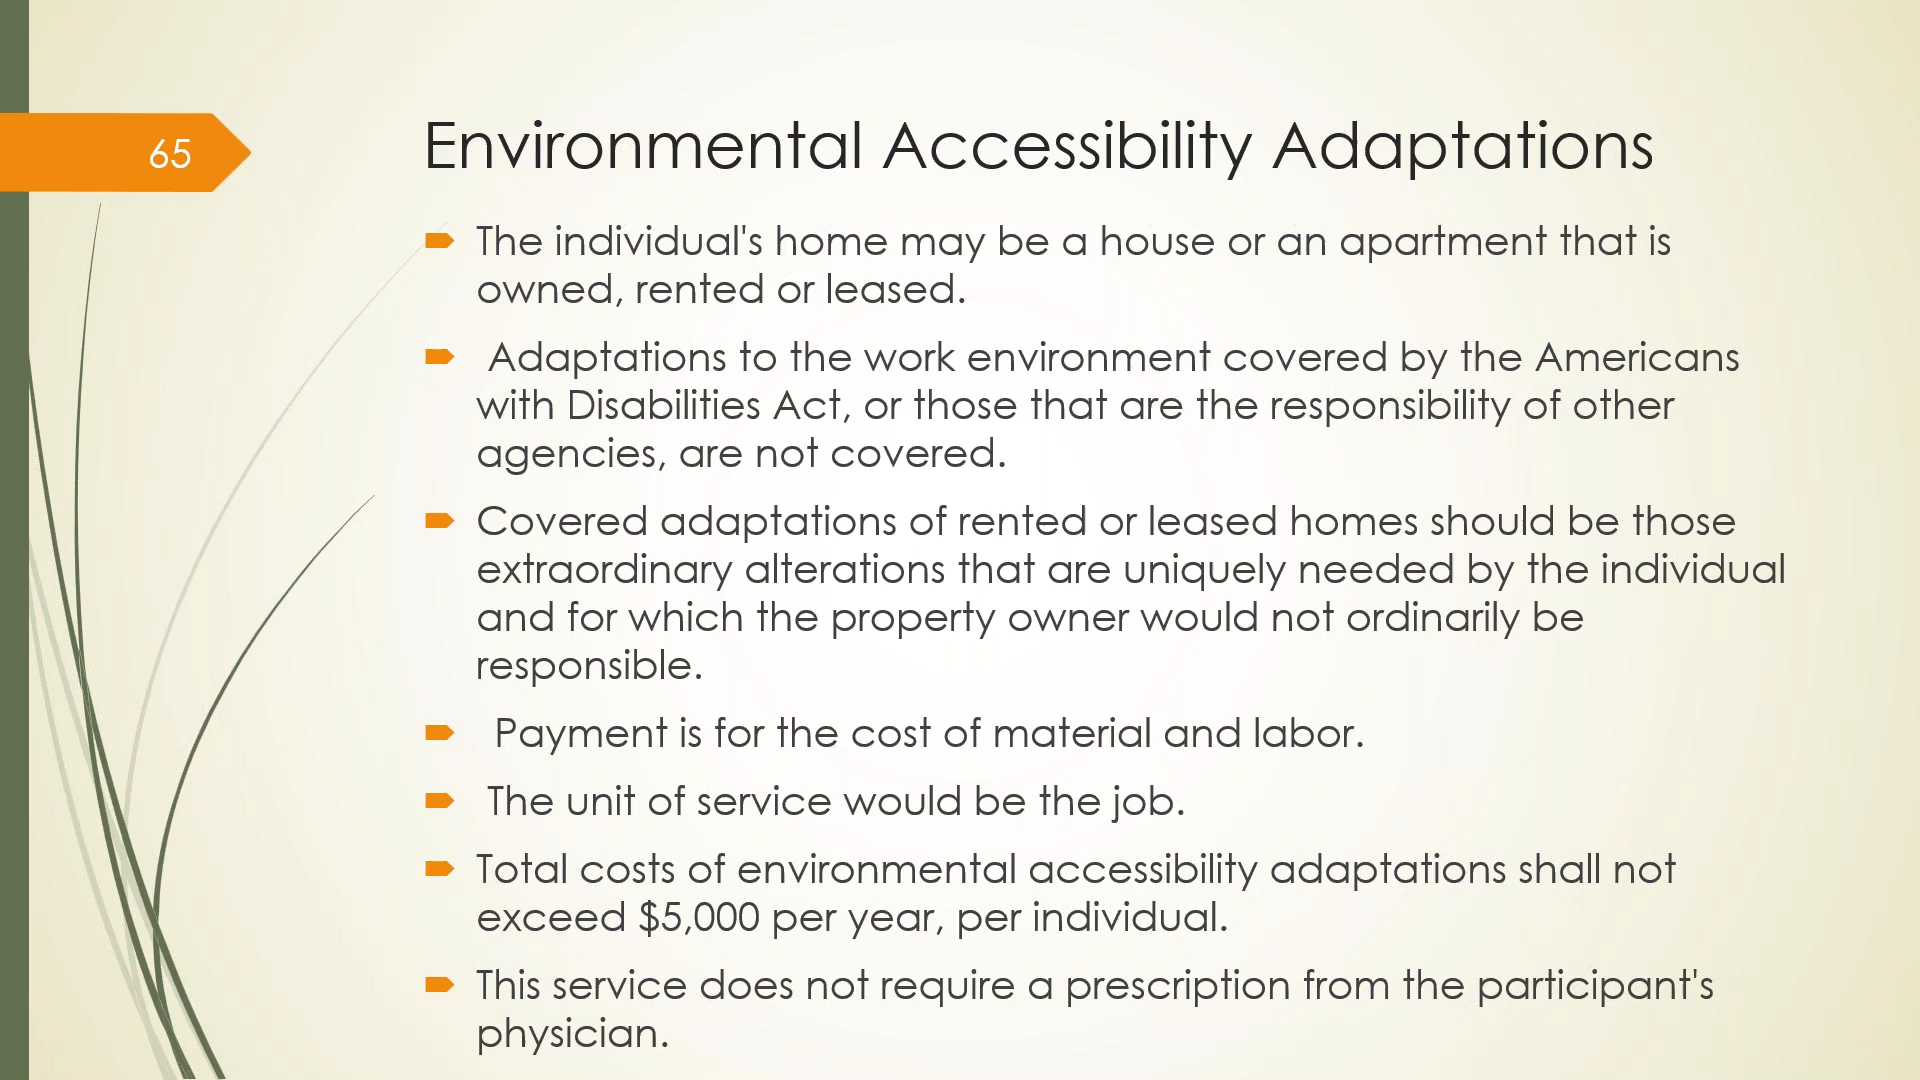 65
Environmental Accessibility Adaptations
The individual's home may be a house or an apartment that is
owned, rented or leased.
Adaptations to the work environment covered by the Americans
with Disabilities Act, or those that are the responsibility of other
agencies, are not covered.
Covered adaptations of rented or leased homes should be those
extraordinary alterations that are uniquely needed by the individual
and for which the property owner would not ordinarily be
responsible.
Payment is for the cost of material and labor.
The unit of service would be the job.
Total costs of environmental accessibility adaptations shall not
exceed $5,000 per year, per individual.
This service does not require a prescription from the participant's
physician.